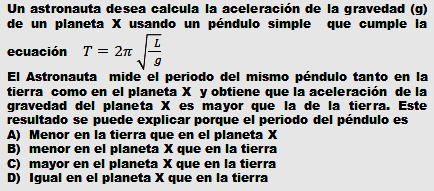 Un astronauta desea calcula la aceleración de la gravedad (g)
de un planeta X usando un péndulo simple que cumple la
ecuación T = 2π √(L/g)
El Astronauta mide el periodo del mismo péndulo tanto en la
tierra como en el planeta X y obtiene que la aceleración de la
gravedad del planeta X es mayor que la de la tierra. Este
resultado se puede explicar porque el periodo del péndulo es
A) Menor en la tierra que en el planeta X
B) menor en el planeta X que en la tierra
C) mayor en el planeta X que en la tierra
D) Igual en el planeta X que en la tierra